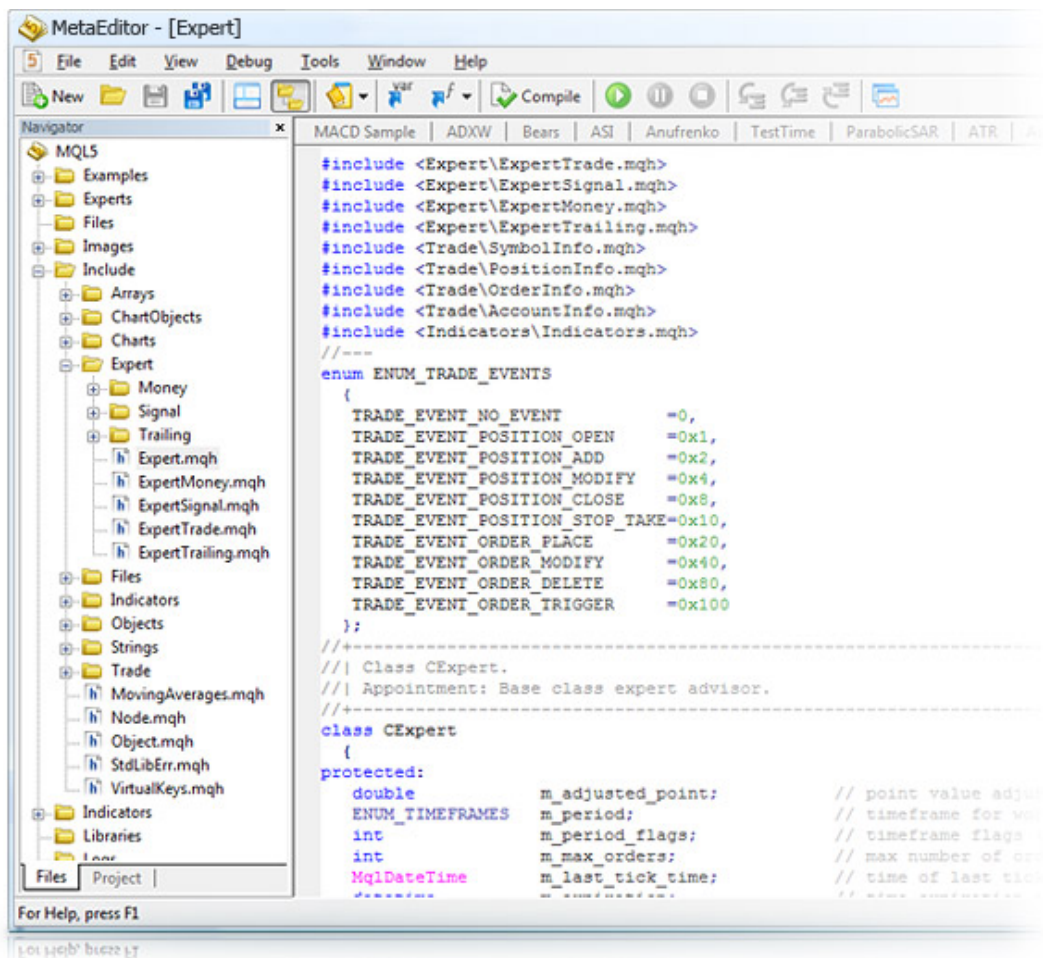 MetaEditor - [Expert]
File Edit View Debug Tools Window Help
New var f Compile
Navigator x
MACD Sample | ADXW | Bears | ASI | Anufrenko | TestTime | ParabolicSAR | ATR |
MQL5
Examples
Experts
Files
Images
Include
Arrays
ChartObjects
Charts
Expert
Money
Signal
Trailing
Expert.mqh
ExpertMoney.mqh
ExpertSignal.mqh
ExpertTrade.mqh
ExpertTrailing.mqh
Files
Indicators
Objects
Strings
Trade
MovingAverages.mqh
Node.mqh
Object.mqh
StdLibErr.mqh
VirtualKeys.mqh
Indicators
Libraries
Logs
Files Project
#include <Expert\ExpertTrade.mqh>
#include <Expert\ExpertSignal.mqh>
#include <Expert\ExpertMoney.mqh>
#include <Expert\ExpertTrailing.mqh>
#include <Trade\SymbolInfo.mqh>
#include <Trade\PositionInfo.mqh>
#include <Trade\OrderInfo.mqh>
#include <Trade\AccountInfo.mqh>
#include <Indicators\Indicators.mqh>
//---
enum ENUM_TRADE_EVENTS
{
TRADE_EVENT_NO_EVENT =0,
TRADE_EVENT_POSITION_OPEN =0x1,
TRADE_EVENT_POSITION_ADD =0x2,
TRADE_EVENT_POSITION_MODIFY =0x4,
TRADE_EVENT_POSITION_CLOSE =0x8,
TRADE_EVENT_POSITION_STOP_TAKE=0x10,
TRADE_EVENT_ORDER_PLACE =0x20,
TRADE_EVENT_ORDER_MODIFY =0x40,
TRADE_EVENT_ORDER_DELETE =0x80,
TRADE_EVENT_ORDER_TRIGGER =0x100
};
//+------------------------------------------------
//| Class CExpert.
//| Appointment: Base class expert advisor.
//+------------------------------------------------
class CExpert
{
protected:
double m_adjusted_point; // point value
ENUM_TIMEFRAMES m_period; // timeframe for
int m_period_flags; // timeframe flags
int m_max_orders; // max number of
MqlDateTime m_last_tick_time; // time of last
For Help, press F1